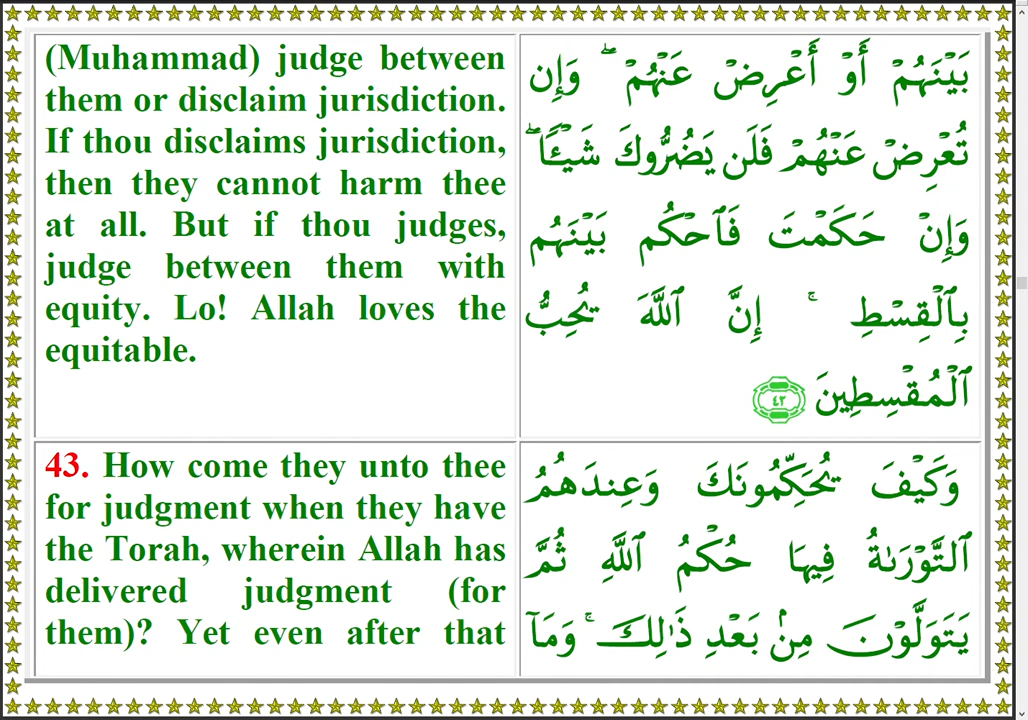 (Muhammad) judge between
them or disclaim jurisdiction.
If thou disclaims jurisdiction,
then they cannot harm thee
at all. But if thou judges,
judge between them with
equity. Lo! Allah loves the
equitable.
بَيۡنَهُمۡ أَوۡ أَعۡرِضۡ عَنۡهُمۡۖ وَإِن
تُعۡرِضۡ عَنۡهُمۡ فَلَن يَضُرُّوكَ شَيۡـًٔاۖ
وَإِنۡ حَكَمۡتَ فَٱحۡكُم بَيۡنَهُم
بِٱلۡقِسۡطِۚ إِنَّ ٱللَّهَ يُحِبُّ
ٱلۡمُقۡسِطِينَ ٤٢
43. How come they unto thee
for judgment when they have
the Torah, wherein Allah has
delivered judgment (for
them)? Yet even after that
وَكَيۡفَ يُحَكِّمُونَكَ وَعِندَهُمُ
ٱلتَّوۡرَىٰةُ فِيهَا حُكۡمُ ٱللَّهِ ثُمَّ
يَتَوَلَّوۡنَ مِنۢ بَعۡدِ ذَٰلِكَۚ وَمَآ